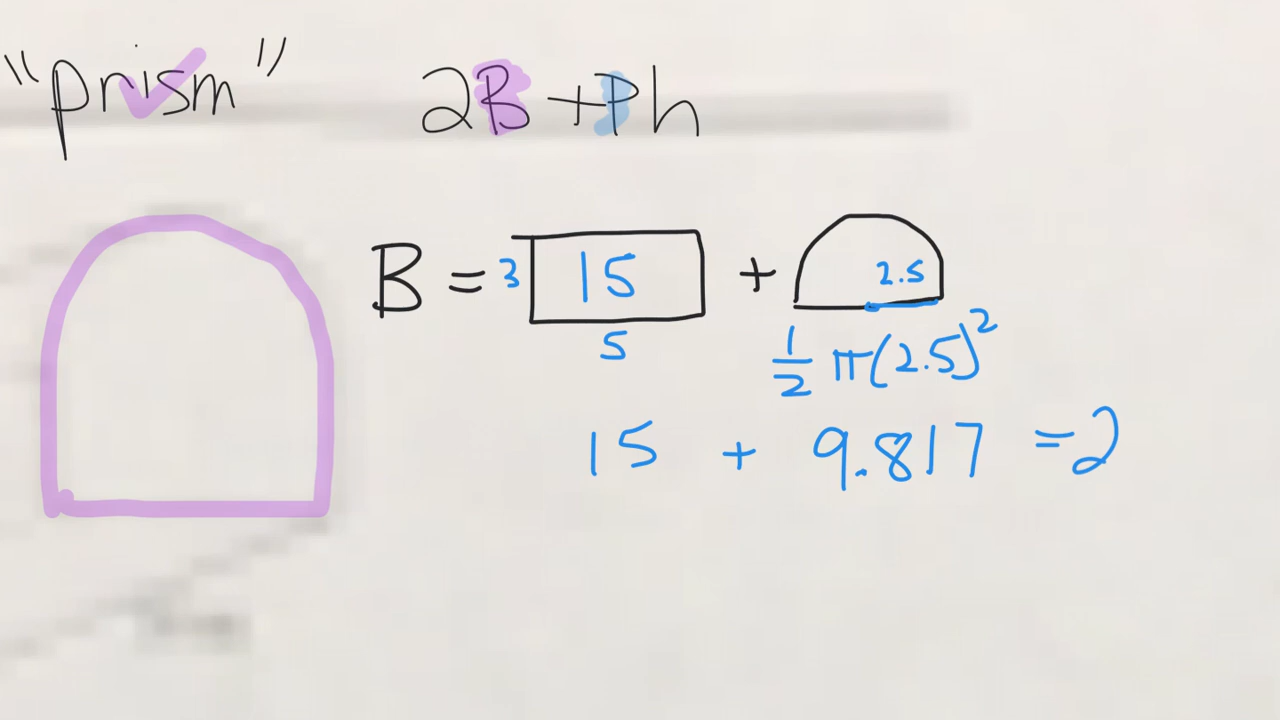 "prism" 2B + Ph
B = 3 15 + 2.5
5 1/2 π(2.5)²
15 + 9.817 = 2